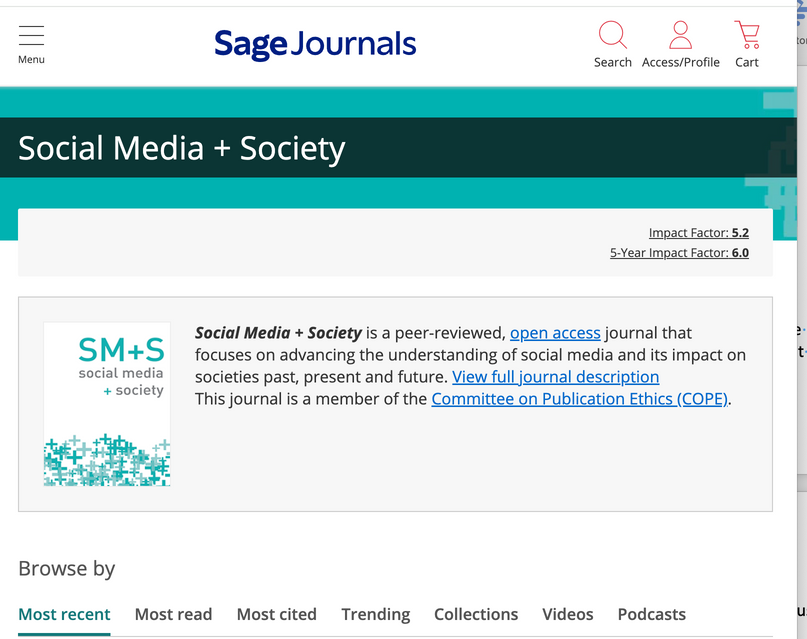 Menu
Sage Journals
Search
Access/Profile
Cart
Social Media + Society
Impact Factor: 5.2
5-Year Impact Factor: 6.0
SM+S
social media
+ society
Social Media + Society is a peer-reviewed, open access journal that
focuses on advancing the understanding of social media and its impact on
societies past, present and future. View full journal description
This journal is a member of the Committee on Publication Ethics (COPE).
Browse by
Most recent
Most read
Most cited
Trending
Collections
Videos
Podcasts